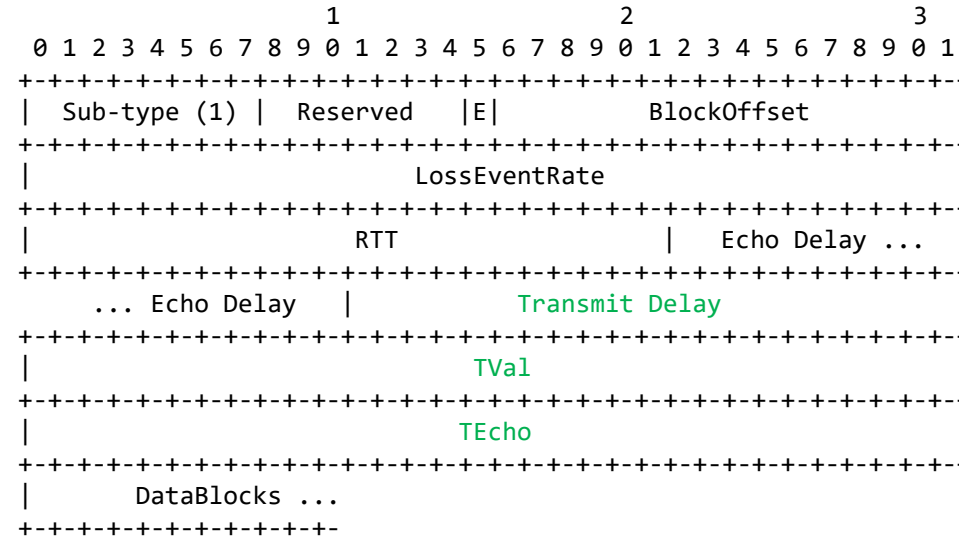 1                   2                   3
 0 1 2 3 4 5 6 7 8 9 0 1 2 3 4 5 6 7 8 9 0 1 2 3 4 5 6 7 8 9 0 1
+-+-+-+-+-+-+-+-+-+-+-+-+-+-+-+-+-+-+-+-+-+-+-+-+-+-+-+-+-+-+-+-
|  Sub-type (1) |  Reserved   |E|          BlockOffset
+-+-+-+-+-+-+-+-+-+-+-+-+-+-+-+-+-+-+-+-+-+-+-+-+-+-+-+-+-+-+-+-
|                          LossEventRate
+-+-+-+-+-+-+-+-+-+-+-+-+-+-+-+-+-+-+-+-+-+-+-+-+-+-+-+-+-+-+-+-
|                      RTT                  |   Echo Delay ...
+-+-+-+-+-+-+-+-+-+-+-+-+-+-+-+-+-+-+-+-+-+-+-+-+-+-+-+-+-+-+-+-
     ... Echo Delay   |           Transmit Delay
+-+-+-+-+-+-+-+-+-+-+-+-+-+-+-+-+-+-+-+-+-+-+-+-+-+-+-+-+-+-+-+-
|                              TVal
+-+-+-+-+-+-+-+-+-+-+-+-+-+-+-+-+-+-+-+-+-+-+-+-+-+-+-+-+-+-+-+-
|                             TEcho
+-+-+-+-+-+-+-+-+-+-+-+-+-+-+-+-+-+-+-+-+-+-+-+-+-+-+-+-+-+-+-+-
|       DataBlocks ...
+-+-+-+-+-+-+-+-+-+-+-